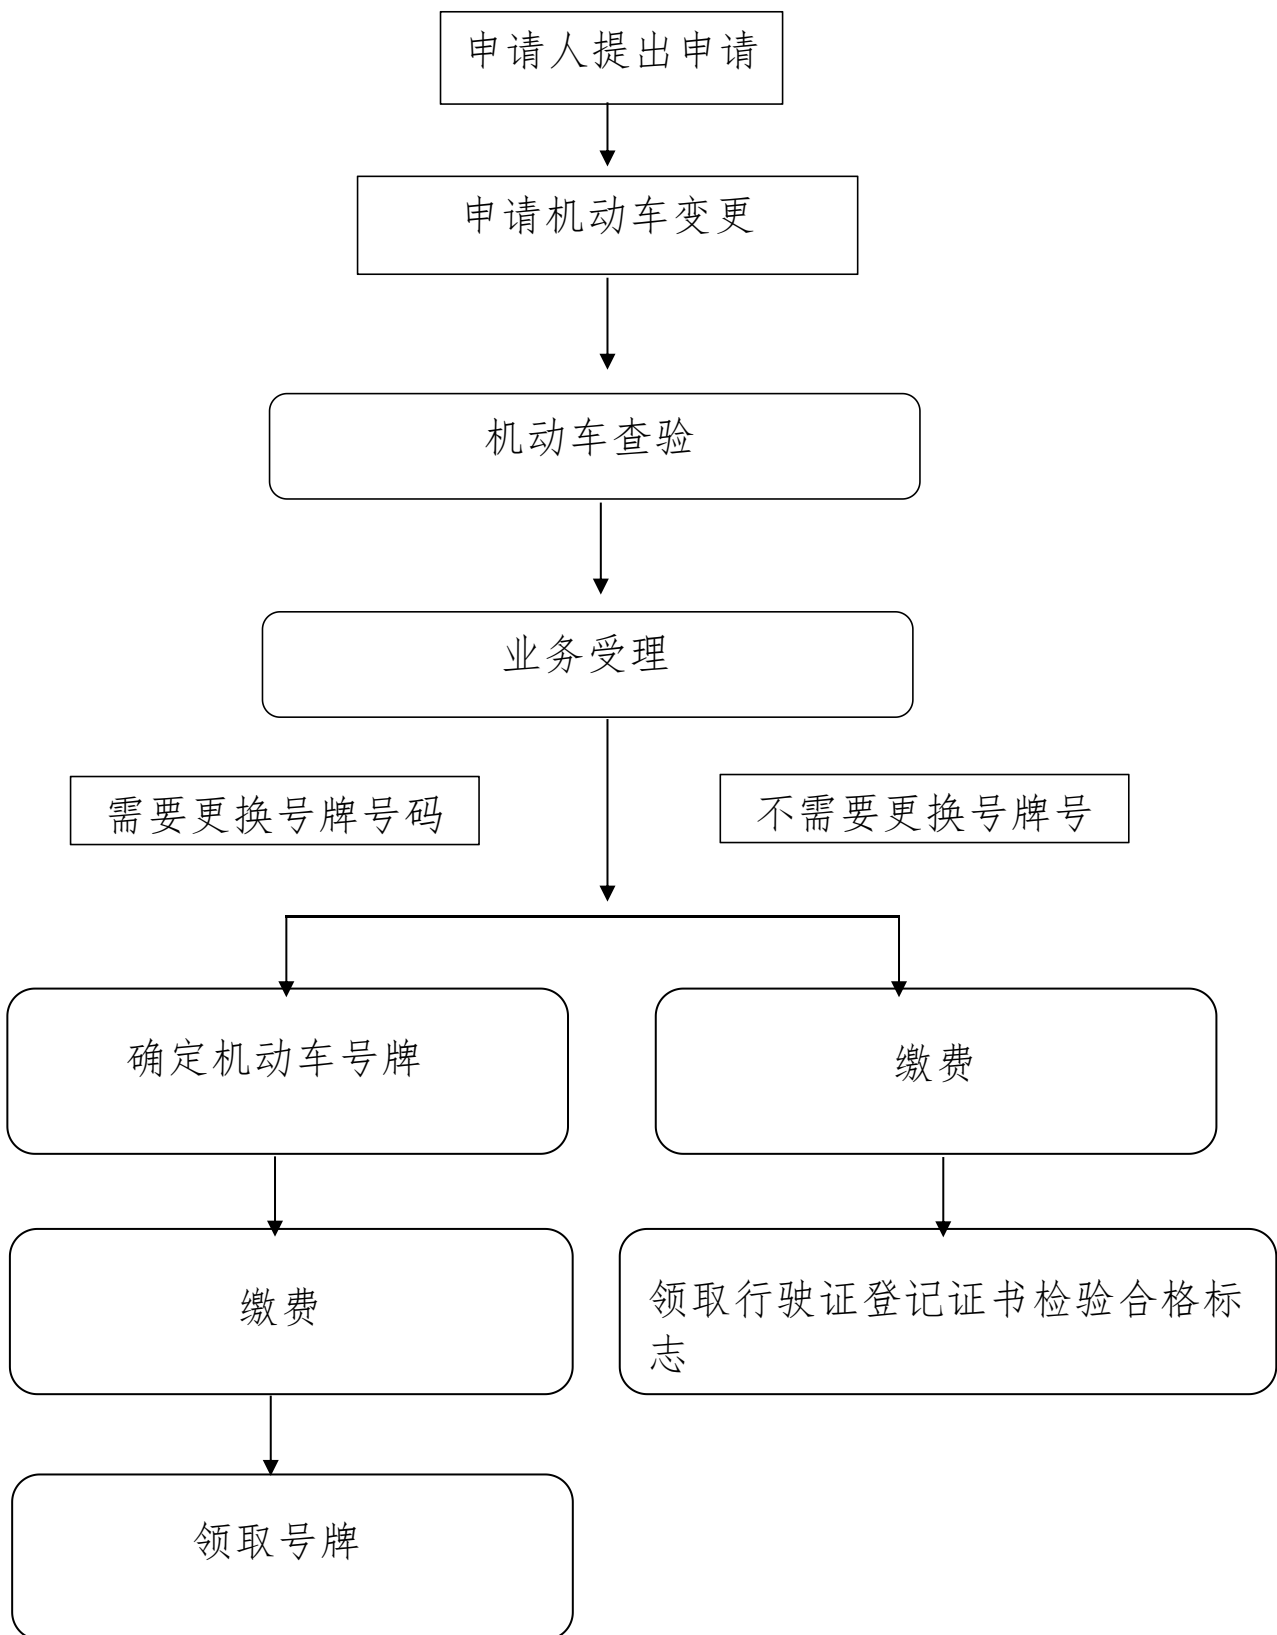 申请人提出申请
申请机动车变更
机动车查验
业务受理
需要更换号牌号码
不需要更换号牌号
确定机动车号牌
缴费
缴费
领取行驶证登记证书检验合格标
志
领取号牌